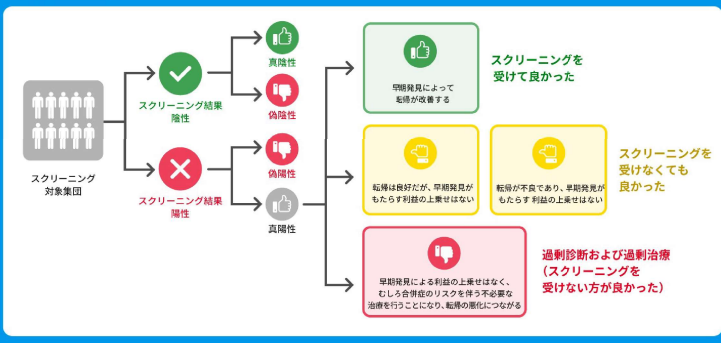 スクリーニング
対象集団
スクリーニング結果
陰性
スクリーニング結果
陽性
真陰性
偽陰性
偽陽性
真陽性
早期発見によって
転帰が改善する
スクリーニングを
受けて良かった
転帰は良好だが、早期発見が
もたらす利益の上乗せはない
転帰が不良であり、早期発見が
もたらす利益の上乗せはない
スクリーニングを
受けなくても
良かった
早期発見による利益の上乗せはなく、
むしろ合併症のリスクを伴う不必要な
治療を行うことになり、転帰の悪化につながる
過剰診断および過剰治療
(スクリーニングを
受けない方が良かった)